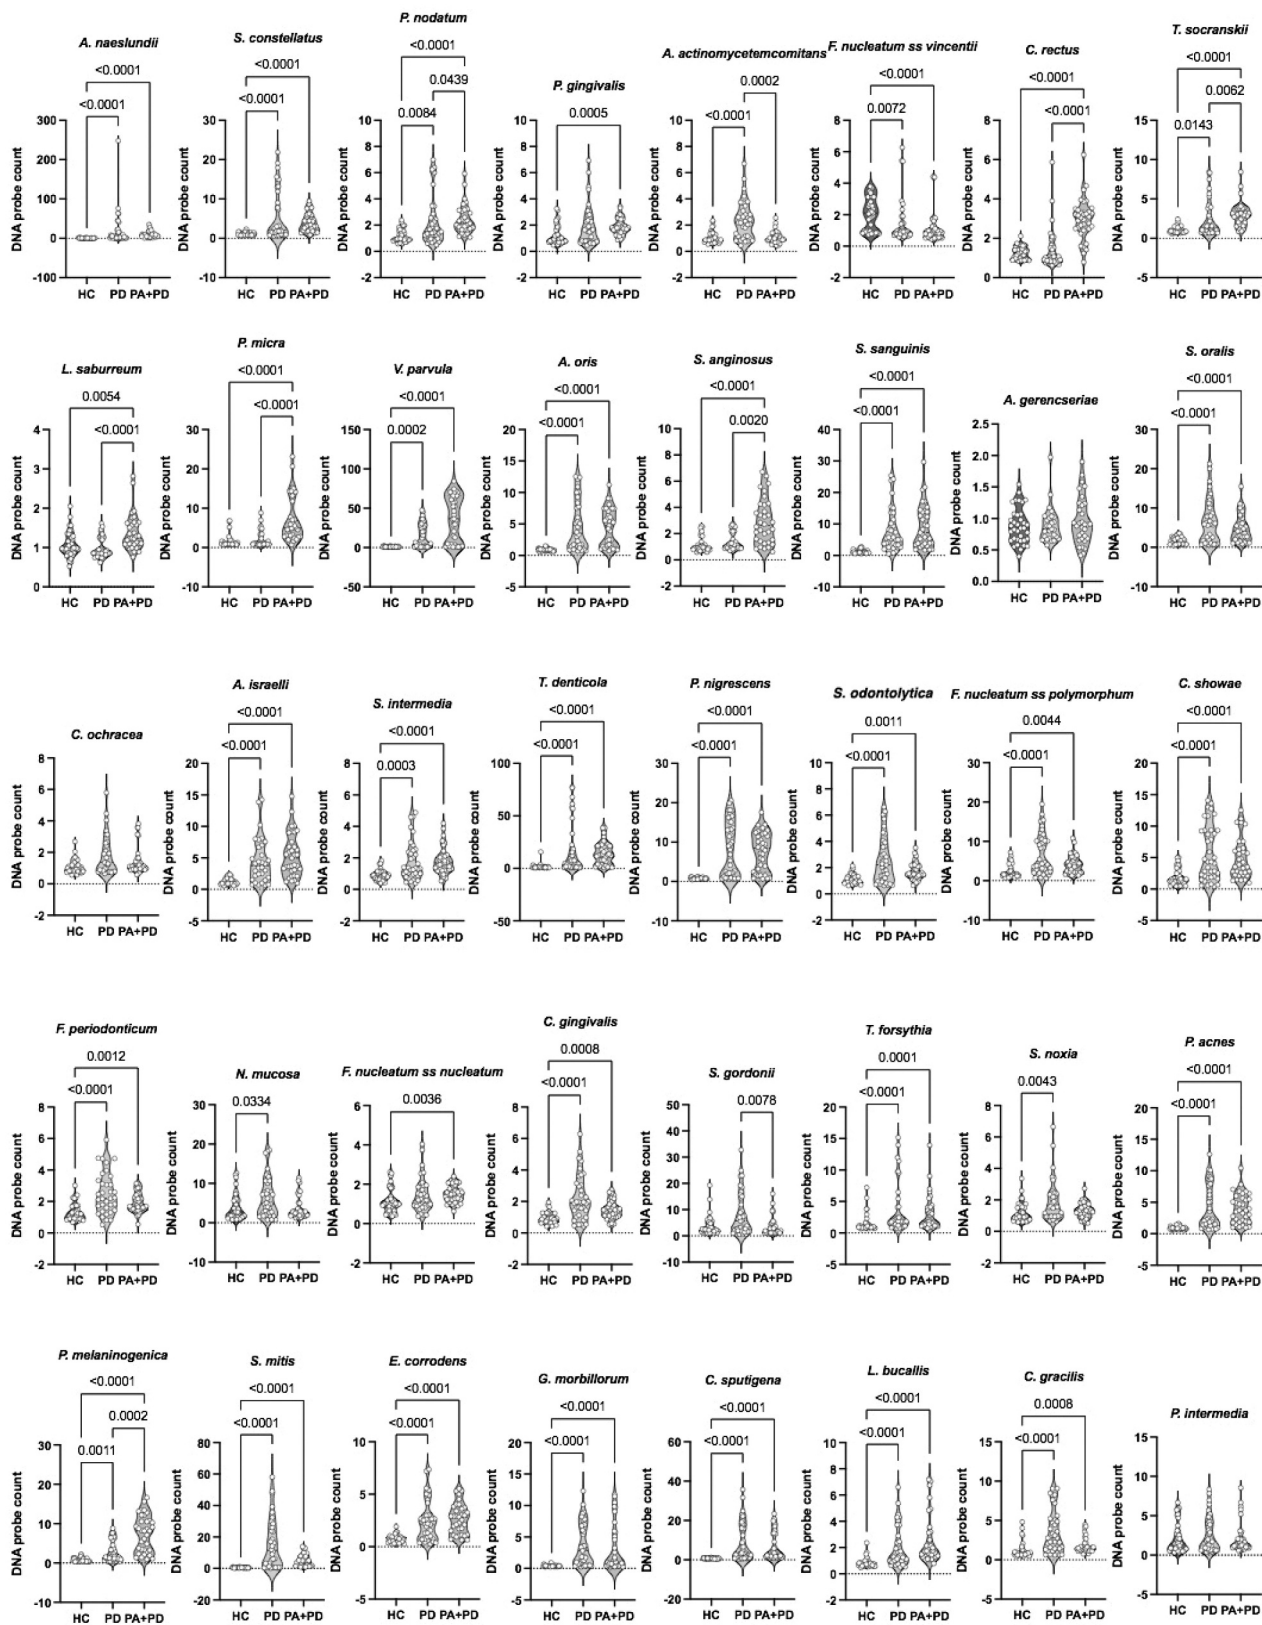 A. naeslundii
<0.0001
<0.0001
DNA probe count
300
200
100
0
-100
HC PD PA+PD
S. constellatus
<0.0001
<0.0001
DNA probe count
30
20
10
0
-10
HC PD PA+PD
P. nodatum
<0.0001
0.0439
0.0084
DNA probe count
10
8
6
4
2
0
-2
HC PD PA+PD
P. gingivalis
0.0005
DNA probe count
10
8
6
4
2
0
-2
HC PD PA+PD
A. actinomycetemcomitans
0.0002
<0.0001
DNA probe count
10
8
6
4
2
0
-2
HC PD PA+PD
F. nucleatum ss vincentii
<0.0001
0.0072
DNA probe count
8
6
4
2
0
-2
HC PD PA+PD
C. rectus
<0.0001
<0.0001
DNA probe count
8
6
4
2
0
HC PD PA+PD
T. socranskii
<0.0001
0.0062
0.0143
DNA probe count
15
10
5
0
-5
HC PD PA+PD
L. saburreum
0.0054
<0.0001
DNA probe count
4
3
2
1
0
HC PD PA+PD
P. micra
<0.0001
<0.0001
DNA probe count
30
20
10
0
-10
HC PD PA+PD
V. parvula
<0.0001
0.0002
DNA probe count
150
100
50
0
-50
HC PD PA+PD
A. oris
<0.0001
<0.0001
DNA probe count
20
15
10
5
0
-5
HC PD PA+PD
S. anginosus
<0.0001
0.0020
DNA probe count
10
8
6
4
2
0
-2
HC PD PA+PD
S. sanguinis
<0.0001
<0.0001
DNA probe count
40
30
20
10
0
-10
HC PD PA+PD
A. gerencseriae
DNA probe count
2.5
2.0
1.5
1.0
0.5
0.0
HC PD PA+PD
S. oralis
<0.0001
<0.0001
DNA probe count
30
20
10
0
-10
HC PD PA+PD
C. ochracea
DNA probe count
8
6
4
2
0
-2
HC PD PA+PD
A. israelli
<0.0001
<0.0001
DNA probe count
20
15
10
5
0
-5
HC PD PA+PD
S. intermedia
<0.0001
0.0003
DNA probe count
8
6
4
2
0
-2
HC PD PA+PD
T. denticola
<0.0001
<0.0001
DNA probe count
100
50
0
-50
HC PD PA+PD
P. nigrescens
<0.0001
<0.0001
DNA probe count
30
20
10
0
-10
HC PD PA+PD
S. odontolytica
0.0011
<0.0001
DNA probe count
10
8
6
4
2
0
-2
HC PD PA+PD
F. nucleatum ss polymorphum
0.0044
<0.0001
DNA probe count
30
20
10
0
-10
HC PD PA+PD
C. showae
<0.0001
<0.0001
DNA probe count
20
15
10
5
0
-5
HC PD PA+PD
F. periodonticum
0.0012
<0.0001
DNA probe count
8
6
4
2
0
-2
HC PD PA+PD
N. mucosa
0.0334
DNA probe count
30
20
10
0
-10
HC PD PA+PD
F. nucleatum ss nucleatum
0.0036
DNA probe count
6
4
2
0
-2
HC PD PA+PD
C. gingivalis
0.0008
<0.0001
DNA probe count
8
6
4
2
0
-2
HC PD PA+PD
S. gordonii
0.0078
DNA probe count
50
40
30
20
10
0
-10
HC PD PA+PD
T. forsythia
0.0001
<0.0001
DNA probe count
20
15
10
5
0
-5
HC PD PA+PD
S. noxia
0.0043
DNA probe count
8
6
4
2
0
-2
HC PD PA+PD
P. acnes
<0.0001
<0.0001
DNA probe count
20
15
10
5
0
-5
HC PD PA+PD
P. melaninogenica
<0.0001
0.0002
0.0011
DNA probe count
30
20
10
0
-10
HC PD PA+PD
S. mitis
<0.0001
<0.0001
DNA probe count
80
60
40
20
0
-20
HC PD PA+PD
E. corrodens
<0.0001
<0.0001
DNA probe count
10
5
0
-5
HC PD PA+PD
G. morbillorum
<0.0001
<0.0001
DNA probe count
20
15
10
5
0
-5
HC PD PA+PD
C. sputigena
<0.0001
<0.0001
DNA probe count
60
40
20
0
-20
HC PD PA+PD
L. bucallis
<0.0001
<0.0001
DNA probe count
10
8
6
4
2
0
-2
HC PD PA+PD
C. gracilis
0.0008
<0.0001
DNA probe count
15
10
5
0
-5
HC PD PA+PD
P. intermedia
DNA probe count
15
10
5
0
-5
HC PD PA+PD